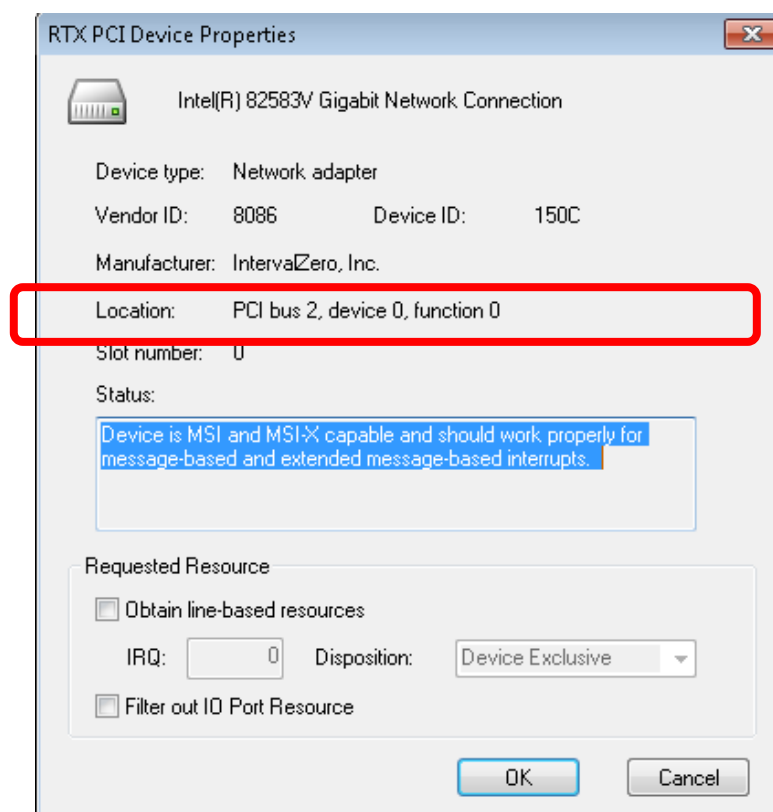 RTX PCI Device Properties
Intel(R) 82583V Gigabit Network Connection
Device type: Network adapter
Vendor ID: 8086 Device ID: 150C
Manufacturer: IntervalZero, Inc.
Location: PCI bus 2, device 0, function 0
Slot number: 0
Status:
Device is MSI and MSI-X capable and should work properly for
message-based and extended message-based interrupts.
Requested Resource
Obtain line-based resources
IRQ: 0 Disposition: Device Exclusive
Filter out IO Port Resource
OK Cancel